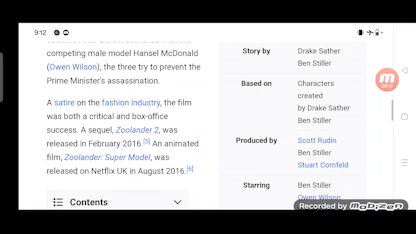 9:12
competing male model Hansel McDonald
(Owen Wilson), the three try to prevent the
Prime Minister's assassination.
A satire on the fashion industry, the film
was both a critical and box-office
success. A sequel, Zoolander 2, was
released in February 2016.[5] An animated
film, Zoolander: Super Model, was
released on Netflix UK in August 2016.[6]
Contents
Story by Drake Sather
Ben Stiller
Based on Characters
created
by Drake Sather
Ben Stiller
Produced by Scott Rudin
Ben Stiller
Stuart Cornfeld
Starring Ben Stiller
Owen Wilson
Recorded by MOBIZEN